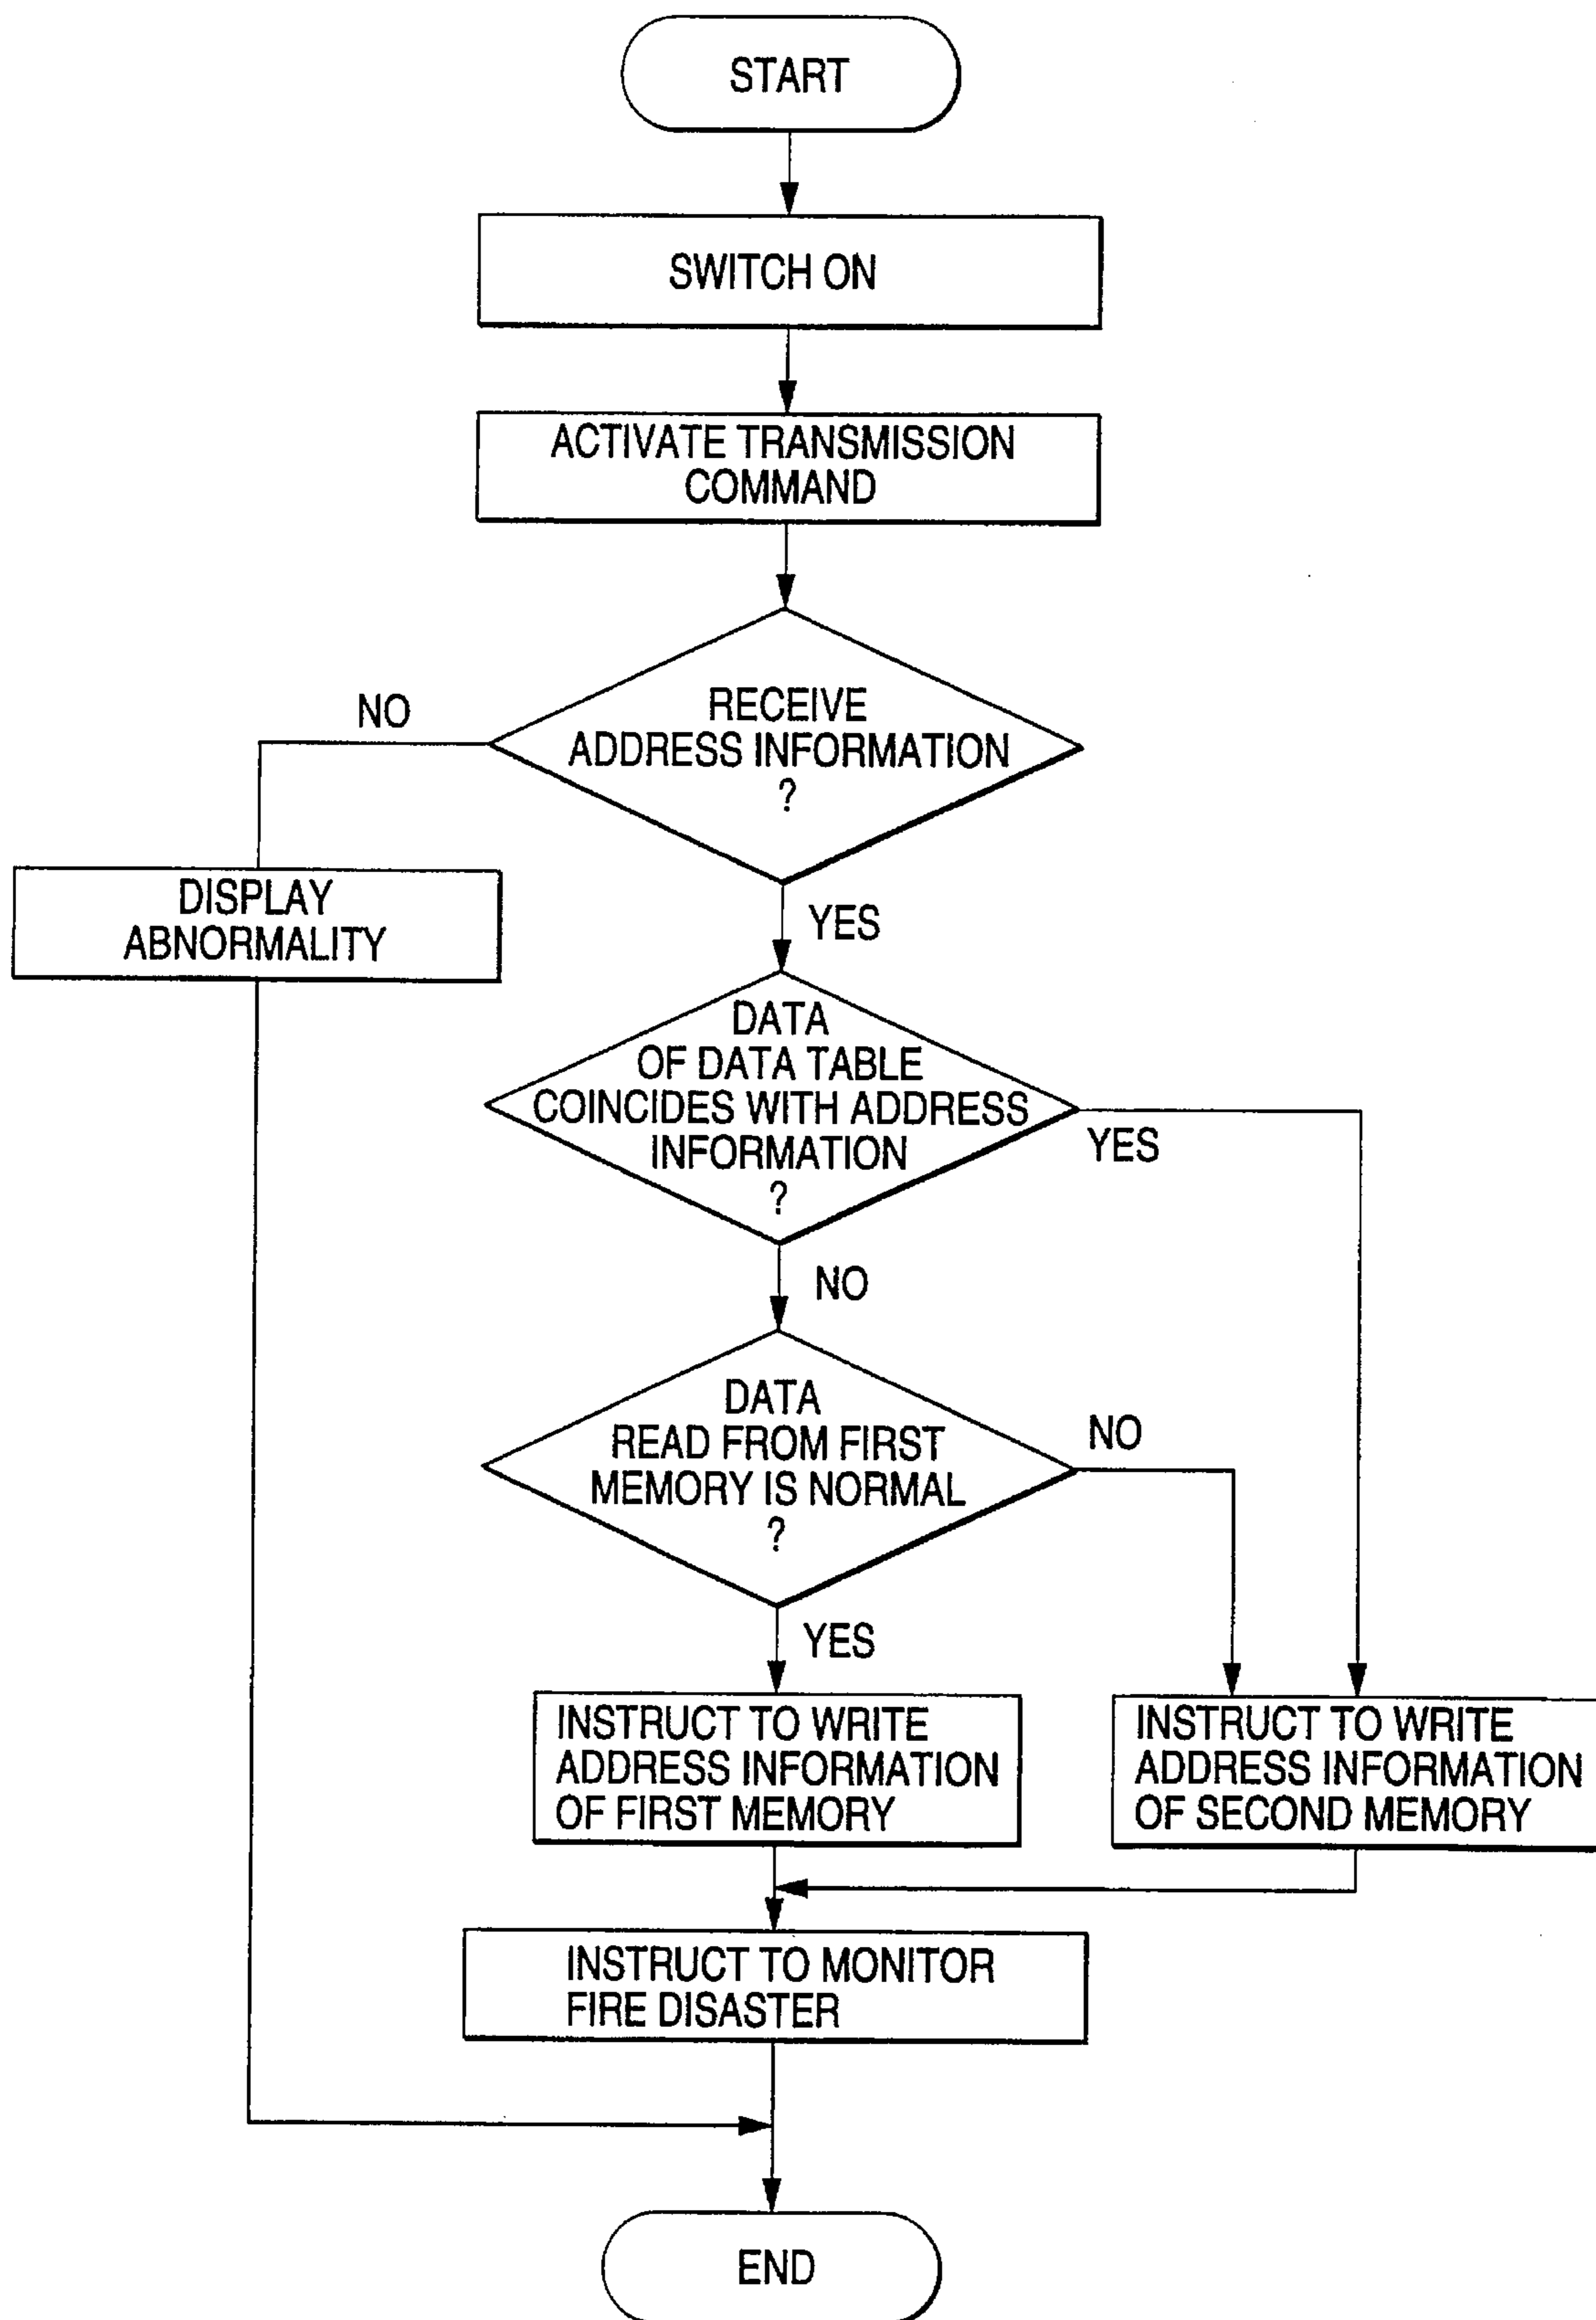 START
SWITCH ON
ACTIVATE TRANSMISSION
COMMAND
RECEIVE
ADDRESS INFORMATION
?
NO
DISPLAY
ABNORMALITY
YES
DATA
OF DATA TABLE
COINCIDES WITH ADDRESS
INFORMATION
?
YES
NO
DATA
READ FROM FIRST
MEMORY IS NORMAL
?
NO
YES
INSTRUCT TO WRITE
ADDRESS INFORMATION
OF FIRST MEMORY
INSTRUCT TO WRITE
ADDRESS INFORMATION
OF SECOND MEMORY
INSTRUCT TO MONITOR
FIRE DISASTER
END